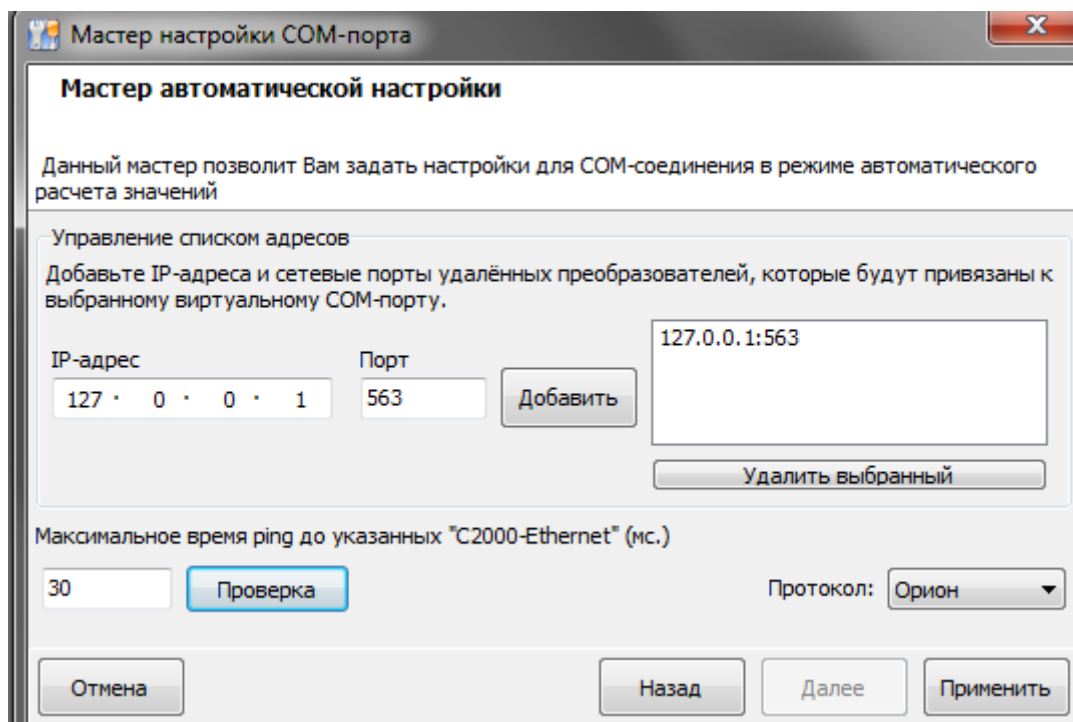 Мастер настройки COM-порта
Мастер автоматической настройки
Данный мастер позволит Вам задать настройки для COM-соединения в режиме автоматического
расчета значений
Управление списком адресов
Добавьте IP-адреса и сетевые порты удалённых преобразователей, которые будут привязаны к
выбранному виртуальному COM-порту.
IP-адрес
Порт
127 · 0 · 0 · 1
563
Добавить
127.0.0.1:563
Удалить выбранный
Максимальное время ping до указанных "С2000-Ethernet" (мс.)
30
Проверка
Протокол:
Орион
Отмена
Назад
Далее
Применить